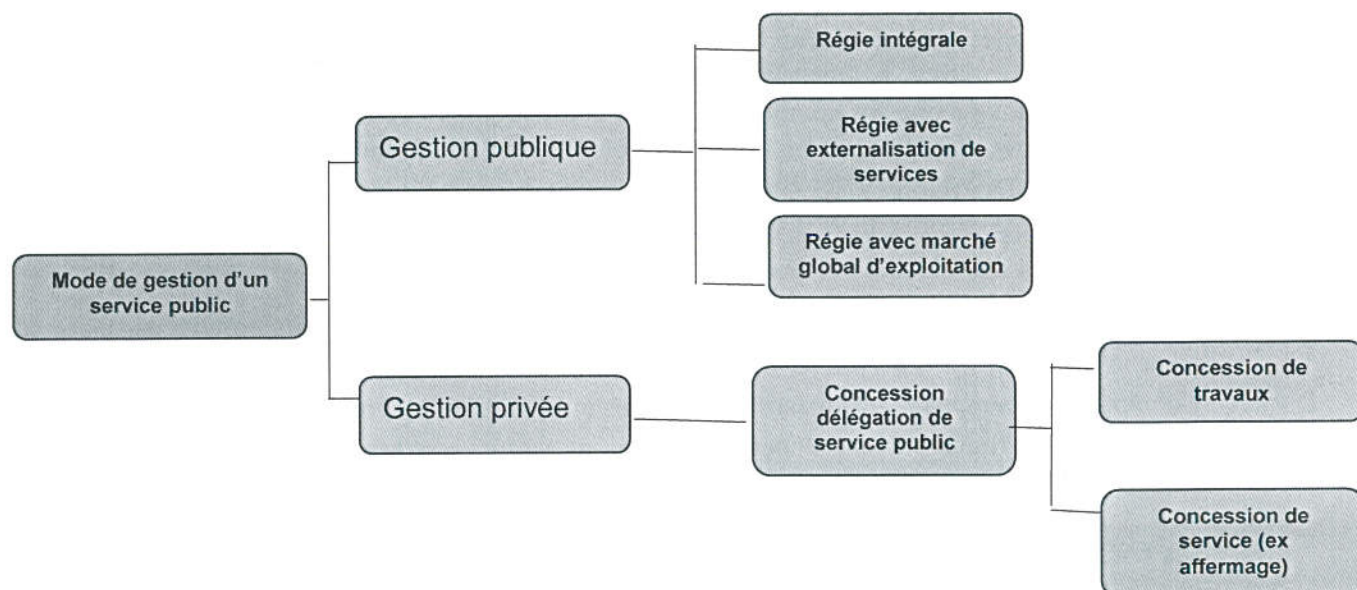 Régie intégrale
Gestion publique
Régie avec
externalisation de
services
Régie avec marché
global d'exploitation
Mode de gestion d'un
service public
Gestion privée
Concession
délégation de
service public
Concession de
travaux
Concession de
service (ex
affermage)